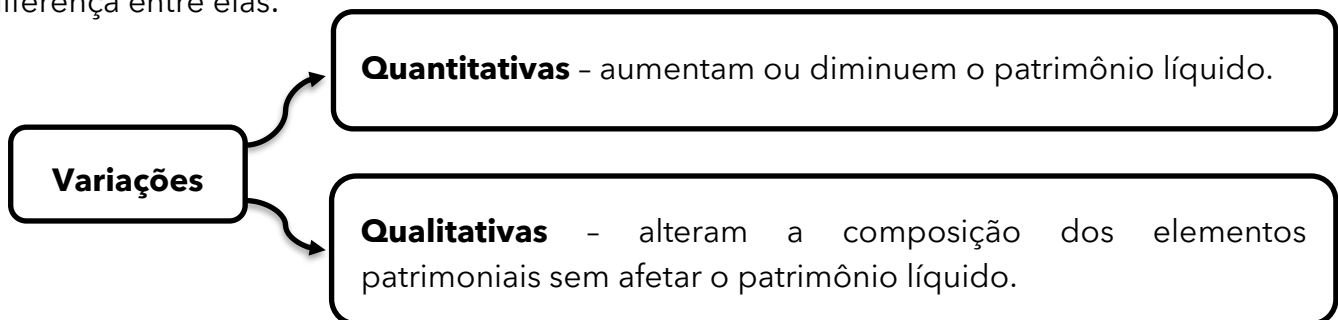 diferença entre elas.
Quantitativas – aumentam ou diminuem o patrimônio líquido.
Variações
Qualitativas – alteram a composição dos elementos
patrimoniais sem afetar o patrimônio líquido.